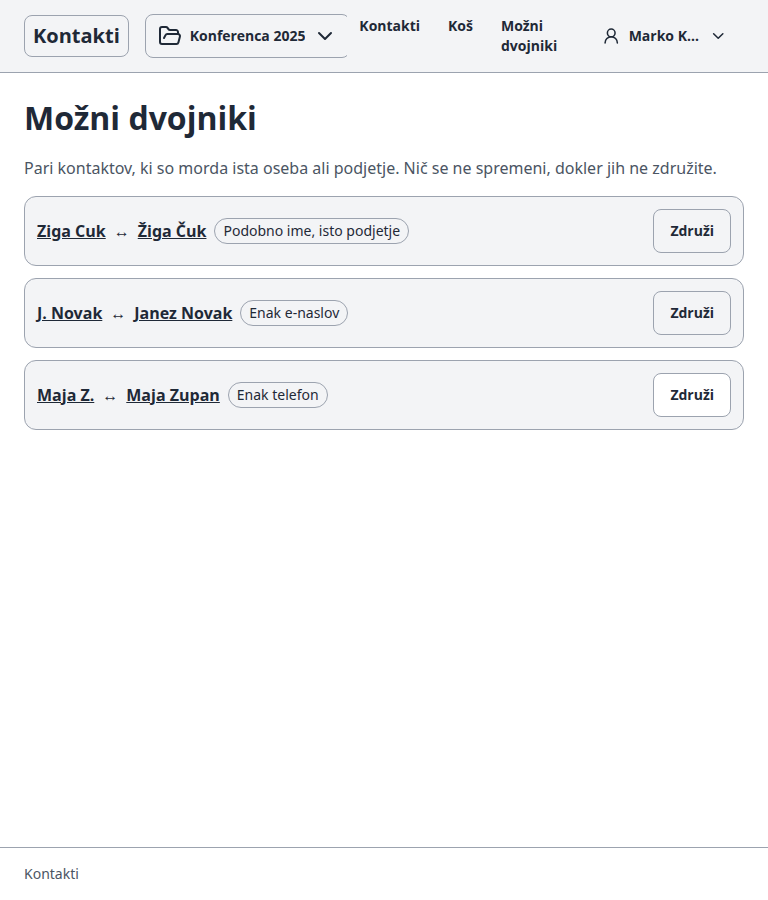 Kontakti
Konferenca 2025
Kontakti
Koš
Možni
dvojniki
Marko K...
Možni dvojniki
Pari kontaktov, ki so morda ista oseba ali podjetje. Nič se ne spremeni, dokler jih ne združite.
Ziga Cuk ↔ Žiga Čuk Podobno ime, isto podjetje Združi
J. Novak ↔ Janez Novak Enak e-naslov Združi
Maja Z. ↔ Maja Zupan Enak telefon Združi
Kontakti